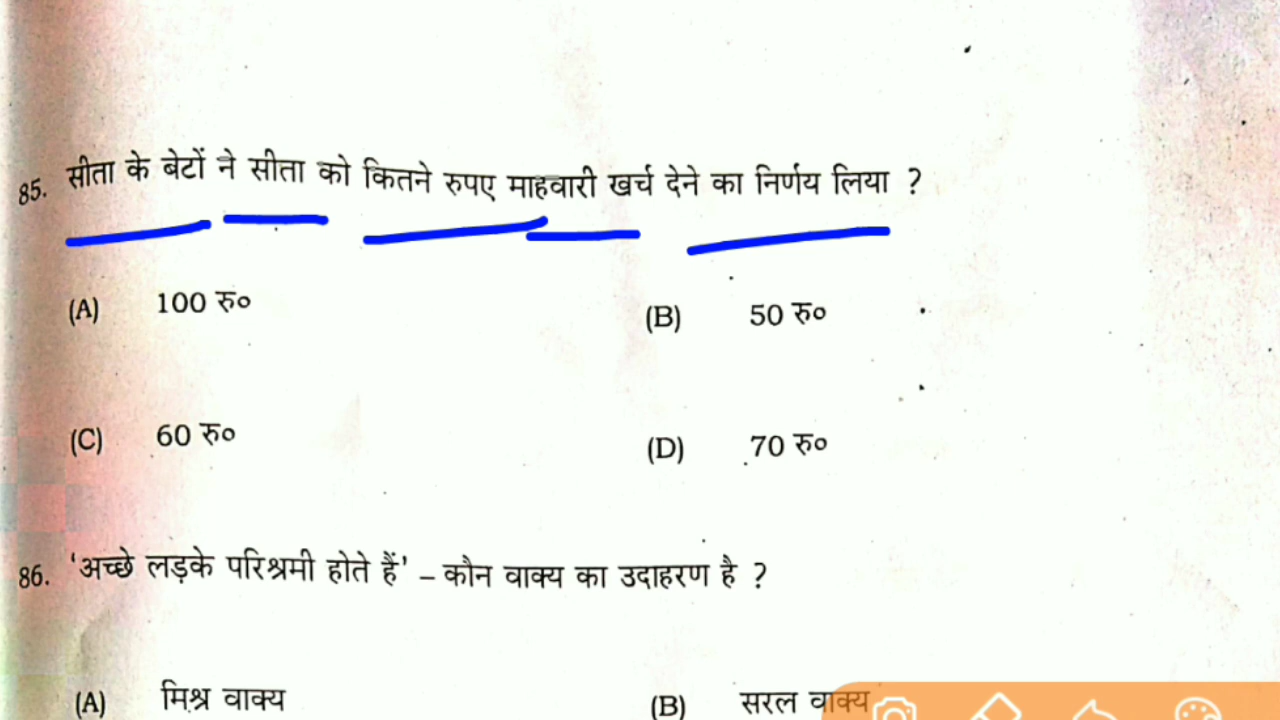 85. सीता के बेटों ने सीता को कितने रुपए माहवारी खर्च देने का निर्णय लिया ?
(A) 100 रु० (B) 50 रु०
(C) 60 रु० (D) 70 रु०
86. ‘अच्छे लड़के परिश्रमी होते हैं’ – कौन वाक्य का उदाहरण है ?
(A) मिश्र वाक्य (B) सरल वाक्य